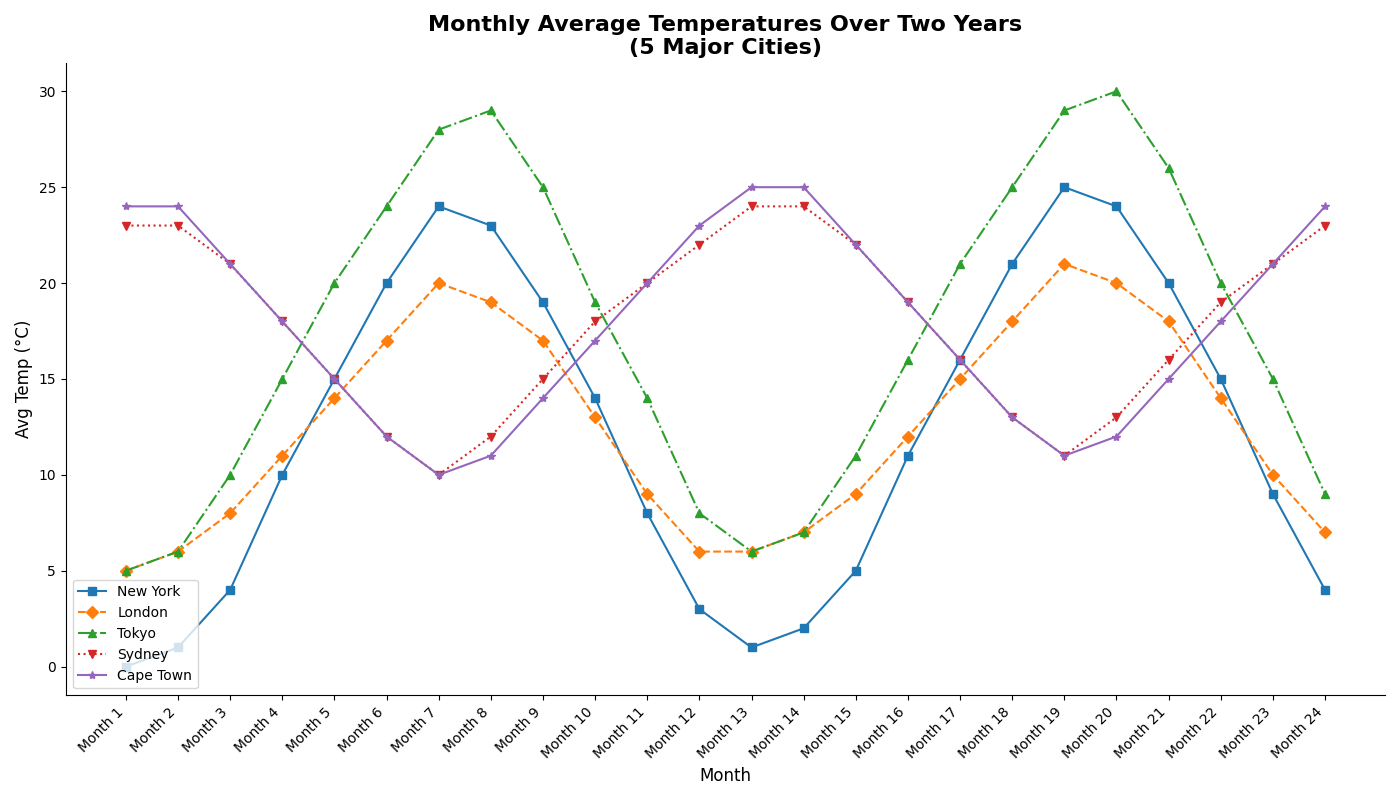 Monthly Average Temperatures Over Two Years
(5 Major Cities)
Avg Temp (°C)
30
25
20
15
10
5
0
New York
London
Tokyo
Sydney
Cape Town
Month 1
Month 2
Month 3
Month 4
Month 5
Month 6
Month 7
Month 8
Month 9
Month 10
Month 11
Month 12
Month 13
Month 14
Month 15
Month 16
Month 17
Month 18
Month 19
Month 20
Month 21
Month 22
Month 23
Month 24
Month